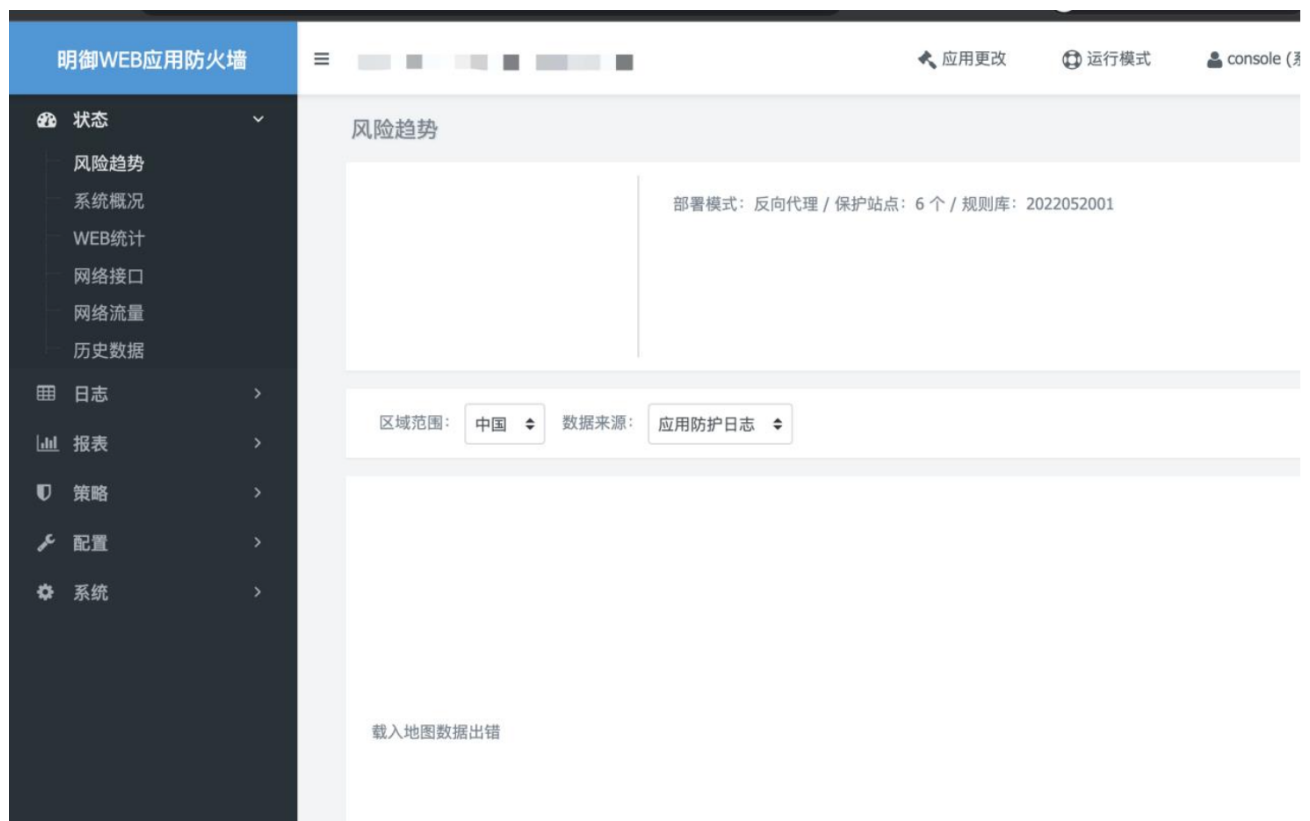 明御WEB应用防火墙
应用更改 运行模式 console (
状态
风险趋势
系统概况
WEB统计
网络接口
网络流量
历史数据
日志
报表
策略
配置
系统
风险趋势
部署模式：反向代理 / 保护站点：6 个 / 规则库：2022052001
区域范围： 中国 数据来源： 应用防护日志
载入地图数据出错